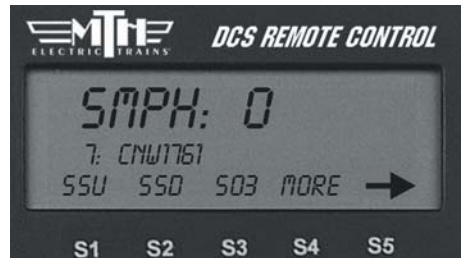 MTH
ELECTRIC TRAINS
DCS REMOTE CONTROL
SMPH: 0
7: CNW1761
SSU SSD SO3 MORE
S1 S2 S3 S4 S5